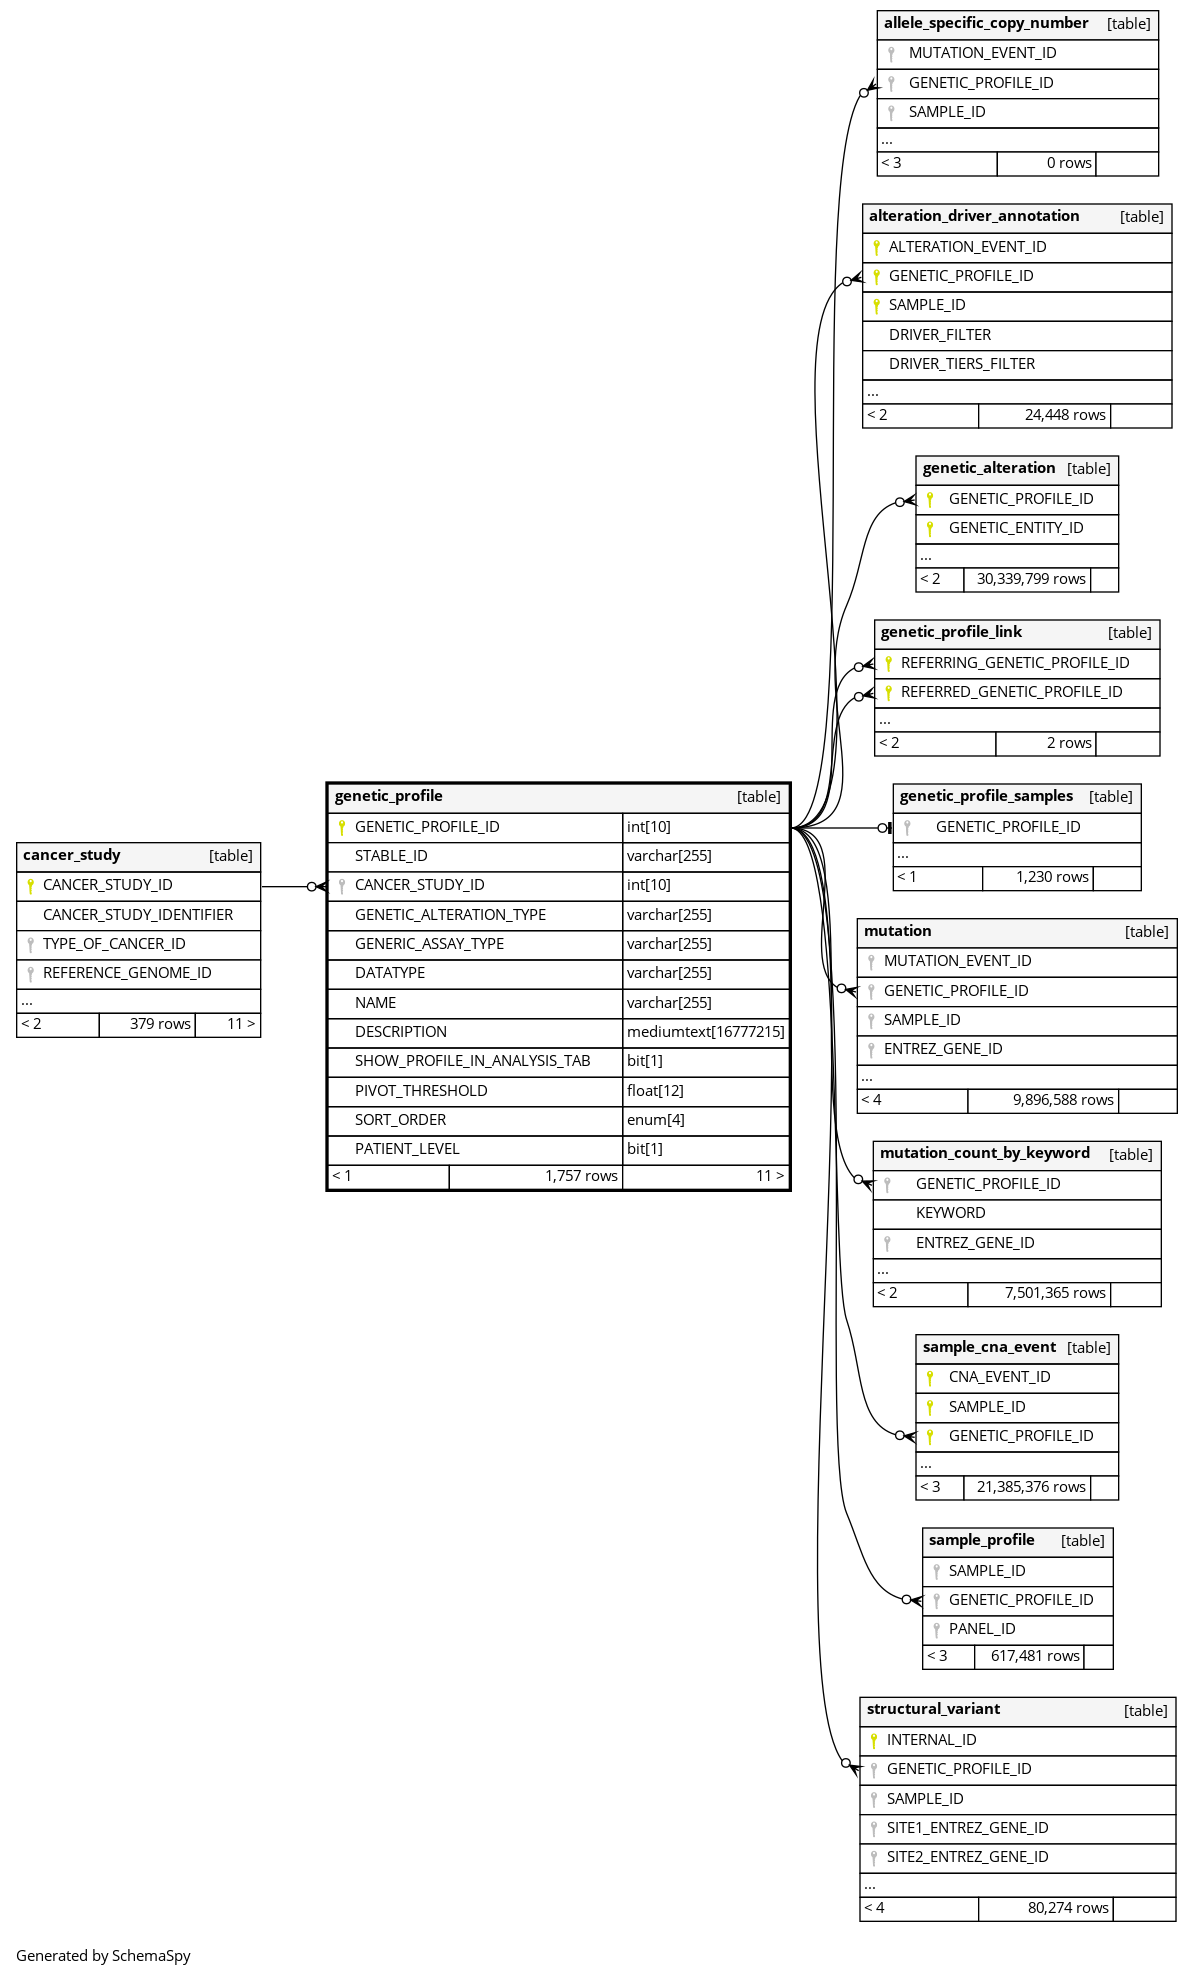 allele_specific_copy_number [table]
MUTATION_EVENT_ID
GENETIC_PROFILE_ID
SAMPLE_ID
...
< 3 0 rows
alteration_driver_annotation [table]
ALTERATION_EVENT_ID
GENETIC_PROFILE_ID
SAMPLE_ID
DRIVER_FILTER
DRIVER_TIERS_FILTER
...
< 2 24,448 rows
genetic_alteration [table]
GENETIC_PROFILE_ID
GENETIC_ENTITY_ID
...
< 2 30,339,799 rows
genetic_profile_link [table]
REFERRING_GENETIC_PROFILE_ID
REFERRED_GENETIC_PROFILE_ID
...
< 2 2 rows
genetic_profile_samples [table]
GENETIC_PROFILE_ID
...
< 1 1,230 rows
cancer_study [table]
CANCER_STUDY_ID
CANCER_STUDY_IDENTIFIER
TYPE_OF_CANCER_ID
REFERENCE_GENOME_ID
...
< 2 379 rows 11 >
genetic_profile [table]
GENETIC_PROFILE_ID int[10]
STABLE_ID varchar[255]
CANCER_STUDY_ID int[10]
GENETIC_ALTERATION_TYPE varchar[255]
GENERIC_ASSAY_TYPE varchar[255]
DATATYPE varchar[255]
NAME varchar[255]
DESCRIPTION mediumtext[16777215]
SHOW_PROFILE_IN_ANALYSIS_TAB bit[1]
PIVOT_THRESHOLD float[12]
SORT_ORDER enum[4]
PATIENT_LEVEL bit[1]
< 1 1,757 rows 11 >
mutation [table]
MUTATION_EVENT_ID
GENETIC_PROFILE_ID
SAMPLE_ID
ENTREZ_GENE_ID
...
< 4 9,896,588 rows
mutation_count_by_keyword [table]
GENETIC_PROFILE_ID
KEYWORD
ENTREZ_GENE_ID
...
< 2 7,501,365 rows
sample_cna_event [table]
CNA_EVENT_ID
SAMPLE_ID
GENETIC_PROFILE_ID
...
< 3 21,385,376 rows
sample_profile [table]
SAMPLE_ID
GENETIC_PROFILE_ID
PANEL_ID
< 3 617,481 rows
structural_variant [table]
INTERNAL_ID
GENETIC_PROFILE_ID
SAMPLE_ID
SITE1_ENTREZ_GENE_ID
SITE2_ENTREZ_GENE_ID
...
< 4 80,274 rows
Generated by SchemaSpy